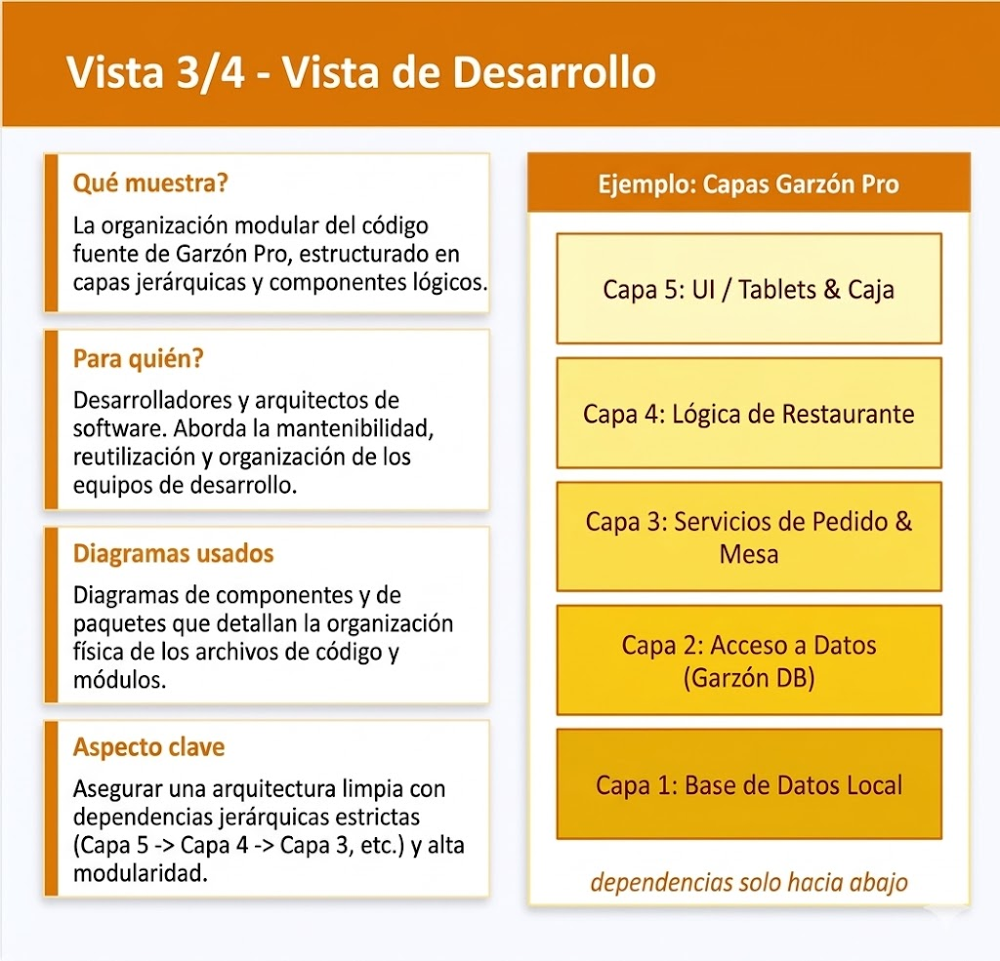 Vista 3/4 - Vista de Desarrollo
Qué muestra?
La organización modular del código
fuente de Garzón Pro, estructurado en
capas jerárquicas y componentes lógicos.
Para quién?
Desarrolladores y arquitectos de
software. Aborda la mantenibilidad,
reutilización y organización de los
equipos de desarrollo.
Diagramas usados
Diagramas de componentes y de
paquetes que detallan la organización
física de los archivos de código y
módulos.
Aspecto clave
Asegurar una arquitectura limpia con
dependencias jerárquicas estrictas
(Capa 5 -> Capa 4 -> Capa 3, etc.) y alta
modularidad.
Ejemplo: Capas Garzón Pro
Capa 5: UI / Tablets & Caja
Capa 4: Lógica de Restaurante
Capa 3: Servicios de Pedido &
Mesa
Capa 2: Acceso a Datos
(Garzón DB)
Capa 1: Base de Datos Local
dependencias solo hacia abajo